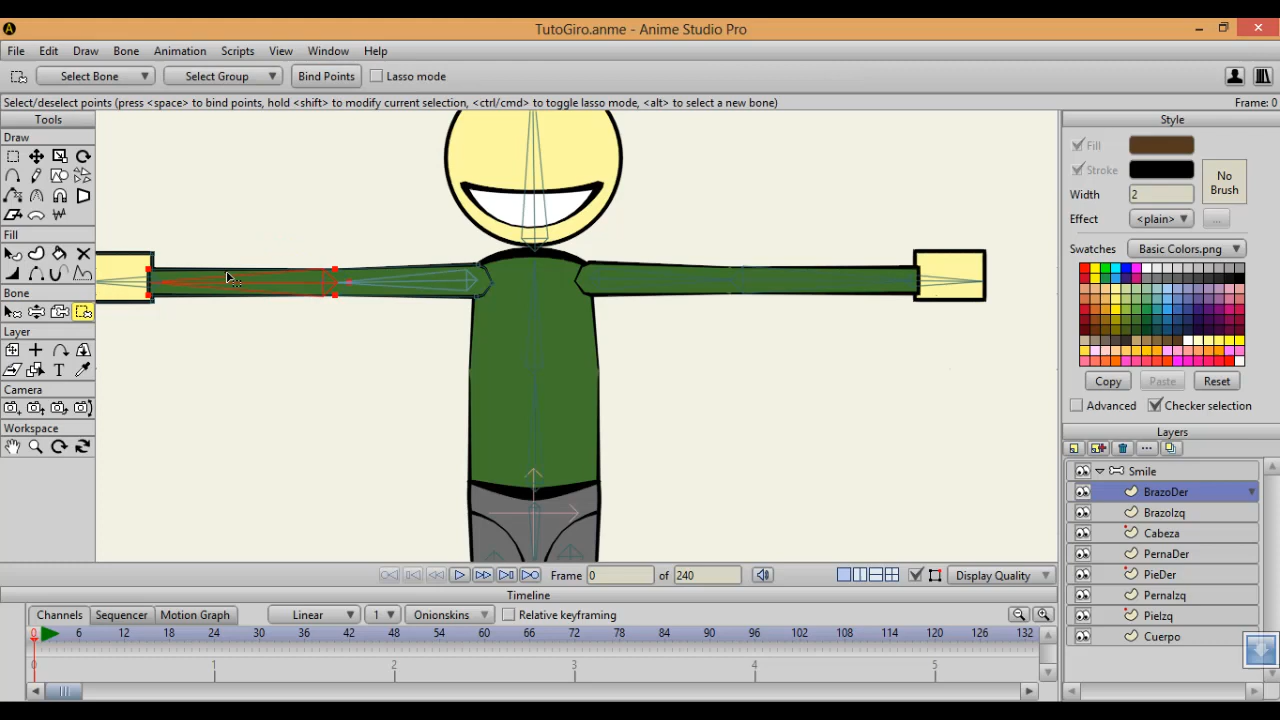 TutoGiro.anme - Anime Studio Pro
File Edit Draw Bone Animation Scripts View Window Help
Select Bone Select Group Bind Points Lasso mode
Select/deselect points (press <space> to bind points, hold <shift> to modify current selection, <ctrl/cmd> to toggle lasso mode, <alt> to select a new bone) Frame: 0
Tools Style
Draw
Fill
Stroke
No Brush
Width 2
Effect <plain> ...
Fill
Swatches Basic Colors.png
Bone
Layer
Camera
Copy Paste Reset
Advanced Checker selection
Workspace
Layers
Smile
BrazoDer
BrazoIzq
Cabeza
PernaDer
PieDer
PernaIzq
PieIzq
Cuerpo
Frame 0 of 240 Display Quality
Timeline
Channels Sequencer Motion Graph Linear 1 Onionskins Relative keyframing
0 6 12 18 24 30 36 42 48 54 60 66 72 78 84 90 96 102 108 114 120 126 132
0 1 2 3 4 5